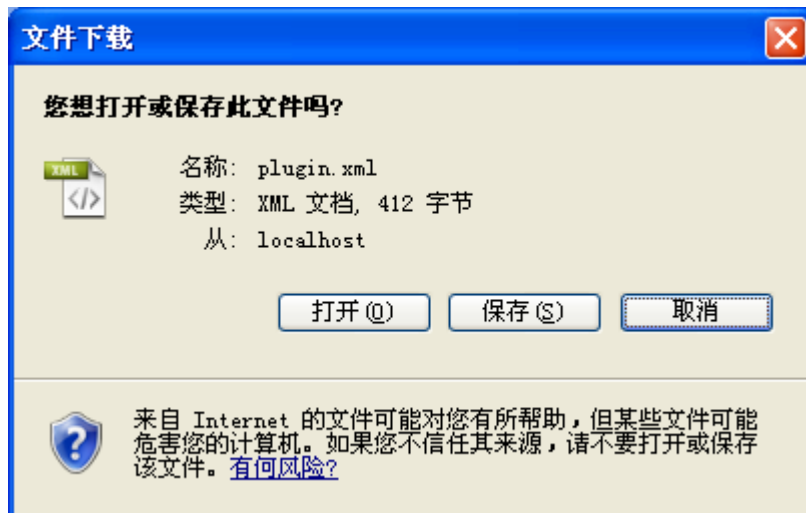 文件下载
您想打开或保存此文件吗?
XML
</>
名称: plugin.xml
类型: XML 文档, 412 字节
从: localhost
打开(O) 保存(S) 取消
来自 Internet 的文件可能对您有所帮助，但某些文件可能
危害您的计算机。如果您不信任其来源，请不要打开或保存
该文件。有何风险?